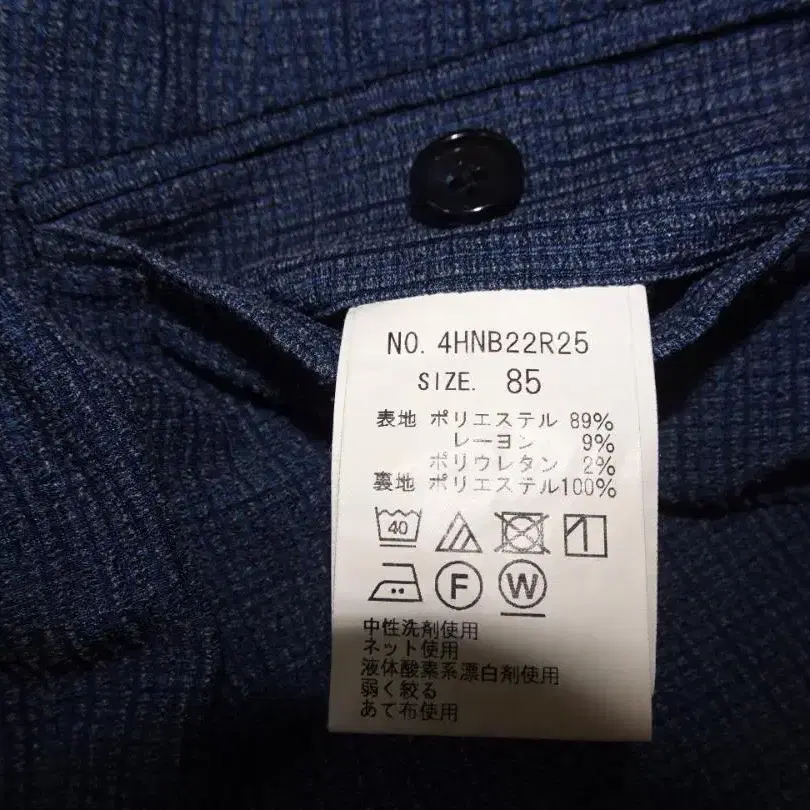 NO. 4HNB22R25
SIZE. 85
表地 ポリエステル 89%
レーヨン 9%
ポリウレタン 2%
裏地 ポリエステル100%
40
F W
中性洗剤使用
ネット使用
液体酸素系漂白剤使用
弱く絞る
あて布使用